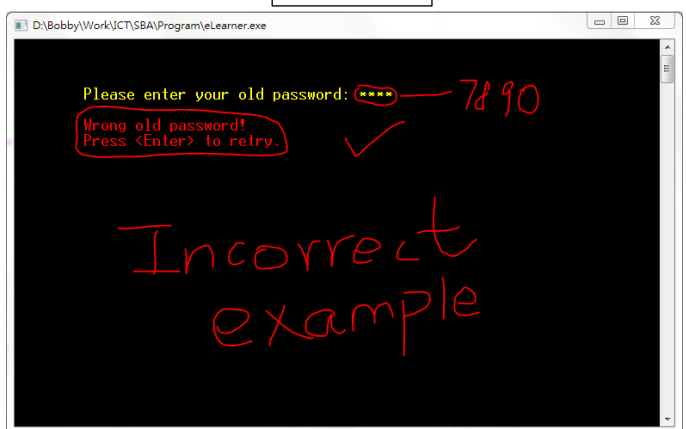 D:\Bobby\Work\ICT\SBA\Program\eLearner.exe
Please enter your old password: **** 7890
Wrong old password!
Press <Enter> to retry.
Incorrect
example